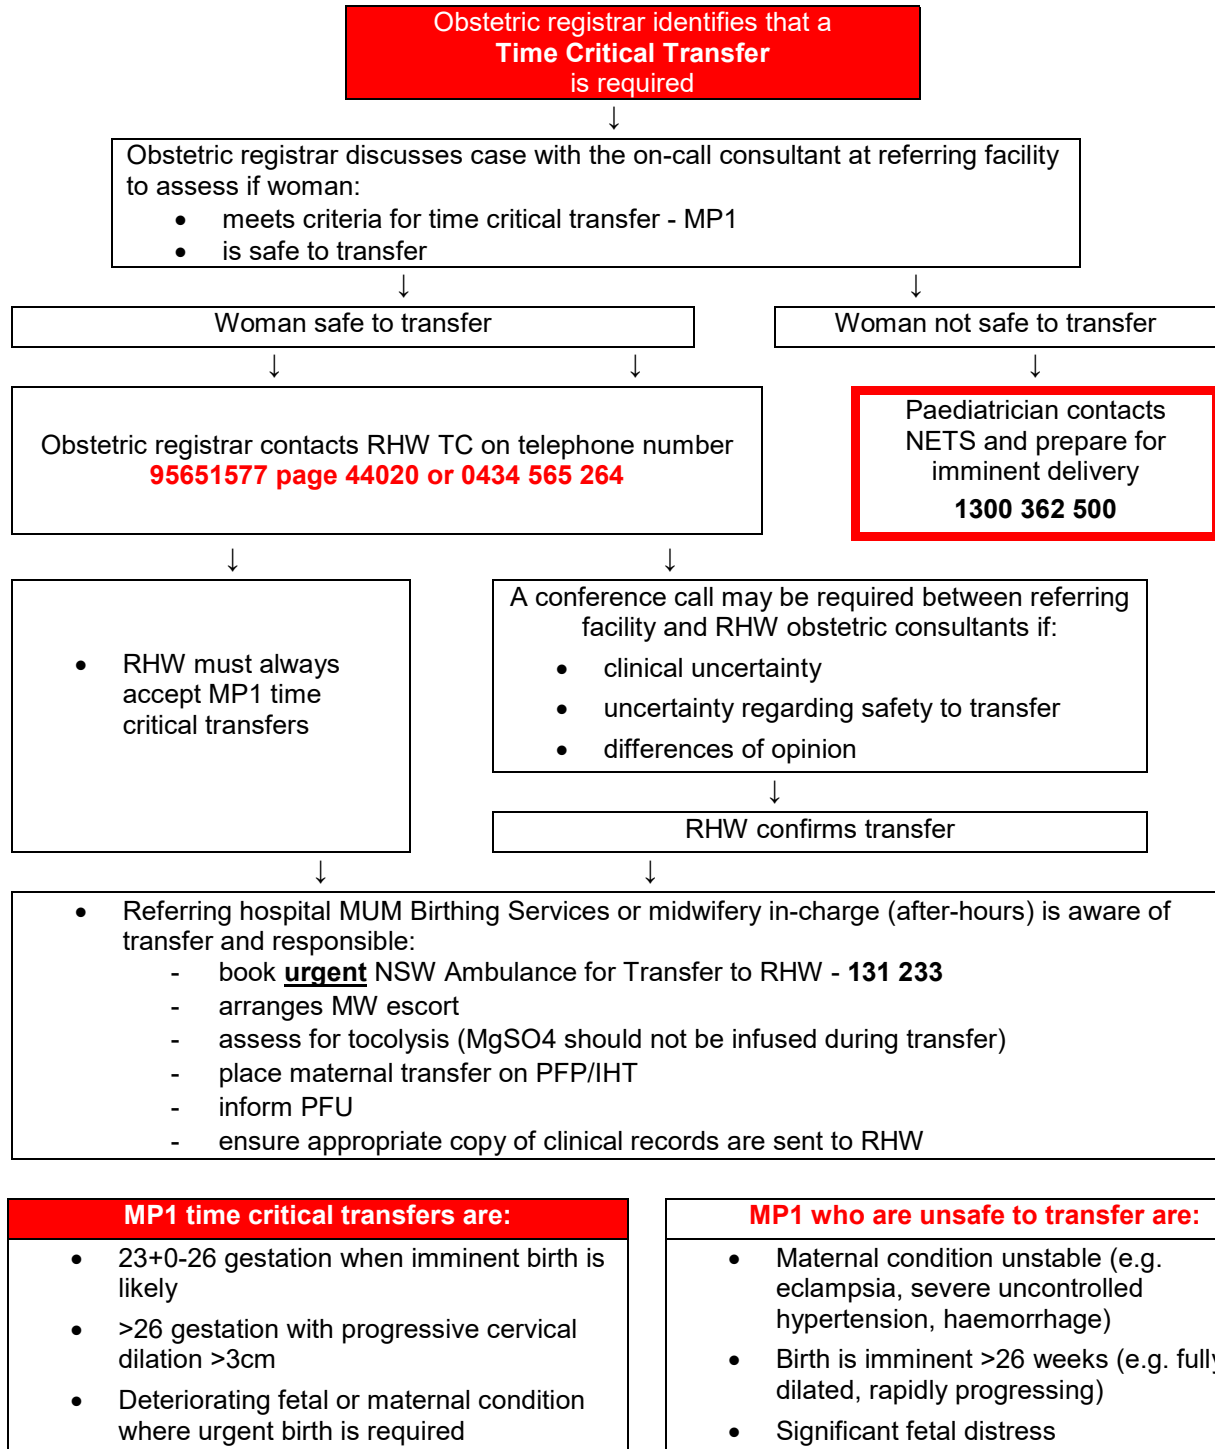 Obstetric registrar identifies that a
Time Critical Transfer
is required
↓
Obstetric registrar discusses case with the on-call consultant at referring facility
to assess if woman:
• meets criteria for time critical transfer - MP1
• is safe to transfer
↓ ↓
Woman safe to transfer
Woman not safe to transfer
↓ ↓ ↓
Obstetric registrar contacts RHW TC on telephone number
95651577 page 44020 or 0434 565 264
Paediatrician contacts
NETS and prepare for
imminent delivery
1300 362 500
↓ ↓
• RHW must always
accept MP1 time
critical transfers
A conference call may be required between referring
facility and RHW obstetric consultants if:
• clinical uncertainty
• uncertainty regarding safety to transfer
• differences of opinion
↓
RHW confirms transfer
↓ ↓
• Referring hospital MUM Birthing Services or midwifery in-charge (after-hours) is aware of
transfer and responsible:
- book urgent NSW Ambulance for Transfer to RHW - 131 233
- arranges MW escort
- assess for tocolysis (MgSO4 should not be infused during transfer)
- place maternal transfer on PFP/IHT
- inform PFU
- ensure appropriate copy of clinical records are sent to RHW
MP1 time critical transfers are:
• 23+0-26 gestation when imminent birth is
likely
• >26 gestation with progressive cervical
dilation >3cm
• Deteriorating fetal or maternal condition
where urgent birth is required
MP1 who are unsafe to transfer are:
• Maternal condition unstable (e.g.
eclampsia, severe uncontrolled
hypertension, haemorrhage)
• Birth is imminent >26 weeks (e.g. fully
dilated, rapidly progressing)
• Significant fetal distress